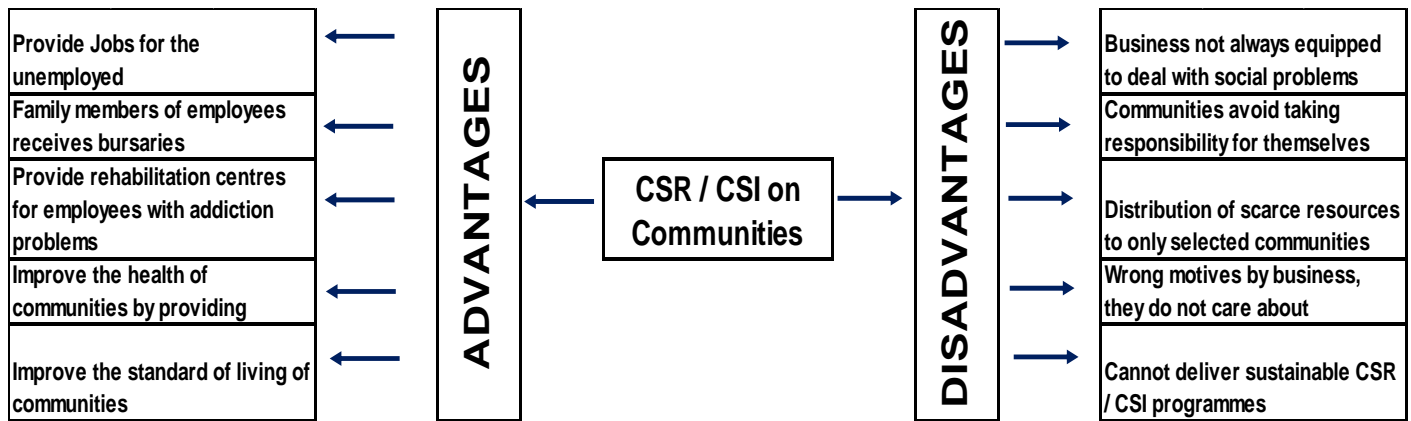 Provide Jobs for the
unemployed
Family members of employees
receives bursaries
Provide rehabilitation centres
for employees with addiction
problems
Improve the health of
communities by providing
Improve the standard of living of
communities
ADVANTAGES
CSR / CSI on
Communities
DISADVANTAGES
Business not always equipped
to deal with social problems
Communities avoid taking
responsibility for themselves
Distribution of scarce resources
to only selected communities
Wrong motives by business,
they do not care about
Cannot deliver sustainable CSR
/ CSI programmes